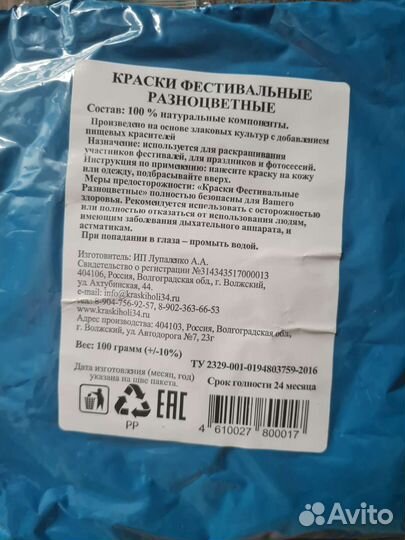 КРАСКИ ФЕСТИВАЛЬНЫЕ
РАЗНОЦВЕТНЫЕ
Состав: 100 % натуральные компоненты.
Произведено на основе злаковых культур с добавлением
пищевых красителей
Назначение: используется для раскрашивания
участников фестивалей, для праздников и фотосессий.
Инструкция по применению: нанесите краску на кожу
или одежду, подбрасывайте вверх.
Меры предосторожности: «Краски Фестивальные
Разноцветные» полностью безопасны для Вашего
здоровья. Рекомендуется использовать с осторожностью
или полностью отказаться от использования людям,
имеющим заболевания дыхательного аппарата, и
астматикам.
При попадании в глаза – промыть водой.
Изготовитель: ИП Лупаленко А.А.
Свидетельство о регистрации №314343517000013
404106, Россия, Волгоградская обл., г. Волжский,
ул. Ахтубинская, 44.
e-mail: info@kraskiholi34.ru
тел: 8-904-756-92-57, 8-902-363-66-53
www.kraskiholi34.ru
Адрес производства: 404103, Россия, Волгоградская обл.,
г. Волжский, ул. Автодорога №7, 23г
Вес: 100 грамм (+/-10%)
ТУ 2329-001-0194803759-2016
Дата изготовления (месяц, год)
указана на шве пакета.
Срок годности 24 месяца
EAC
PP
4 610027 800017
Avito